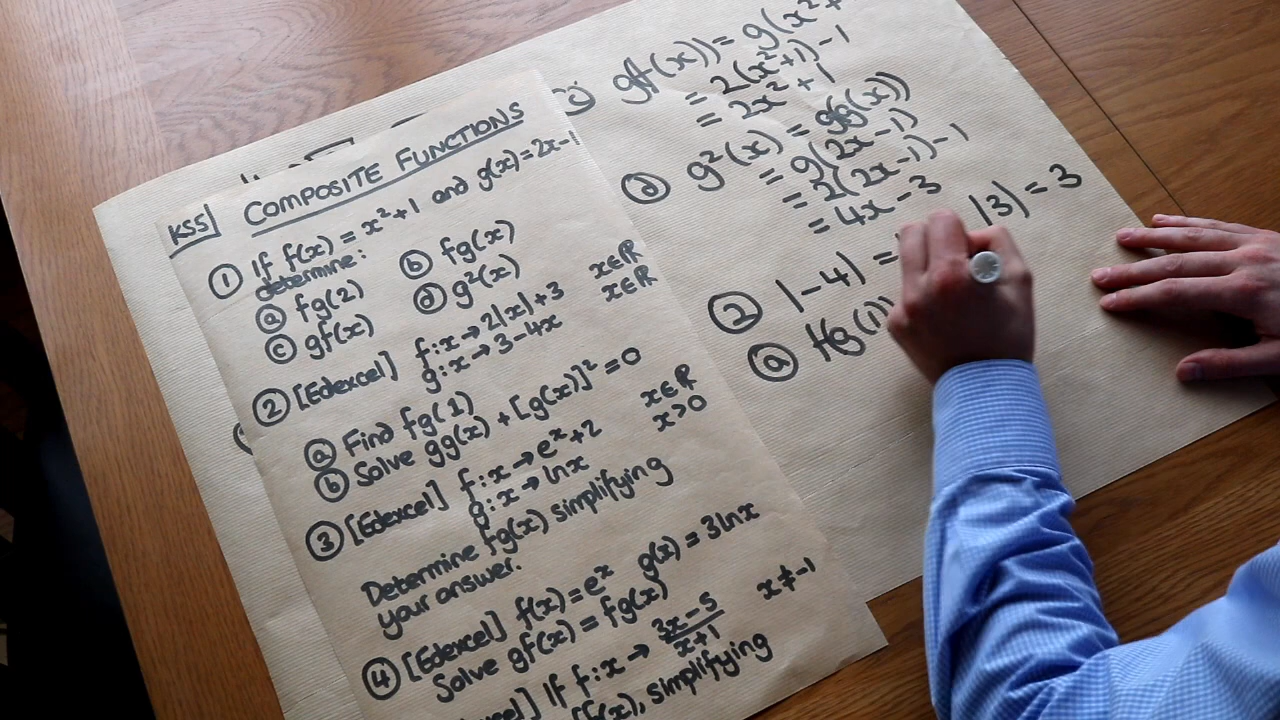 KS5 COMPOSITE FUNCTIONS
① If f(x) = x²+1 and g(x)=2x-1
determine:
ⓐ fg(2) ⓑ fg(x)
ⓒ gf(x) ⓓ g²(x)
② [Edexcel] f:x→2|x|+3 x∈ℝ
g:x→3-4x x∈ℝ
ⓐ Find fg(1)
ⓑ Solve gg(x) + [g(x)]² = 0
③ [Edexcel] f:x→eˣ+2 x∈ℝ
g:x→lnx x>0
Determine fg(x) simplifying
your answer.
④ [Edexcel] f(x)=eˣ g(x)=3lnx
Solve gf(x) = fg(x)
If f:x→ (3x-5)/(x+1) x≠-1
simplifying
ⓒ gf(x)) = g(x²+
= 2(x²+1)-1
= 2x²+1
ⓓ g²(x) = gg(x))
= g(2x-1)
= 2(2x-1)-1
= 4x-3
② |-4| = |3| = 3
ⓐ fg(1)